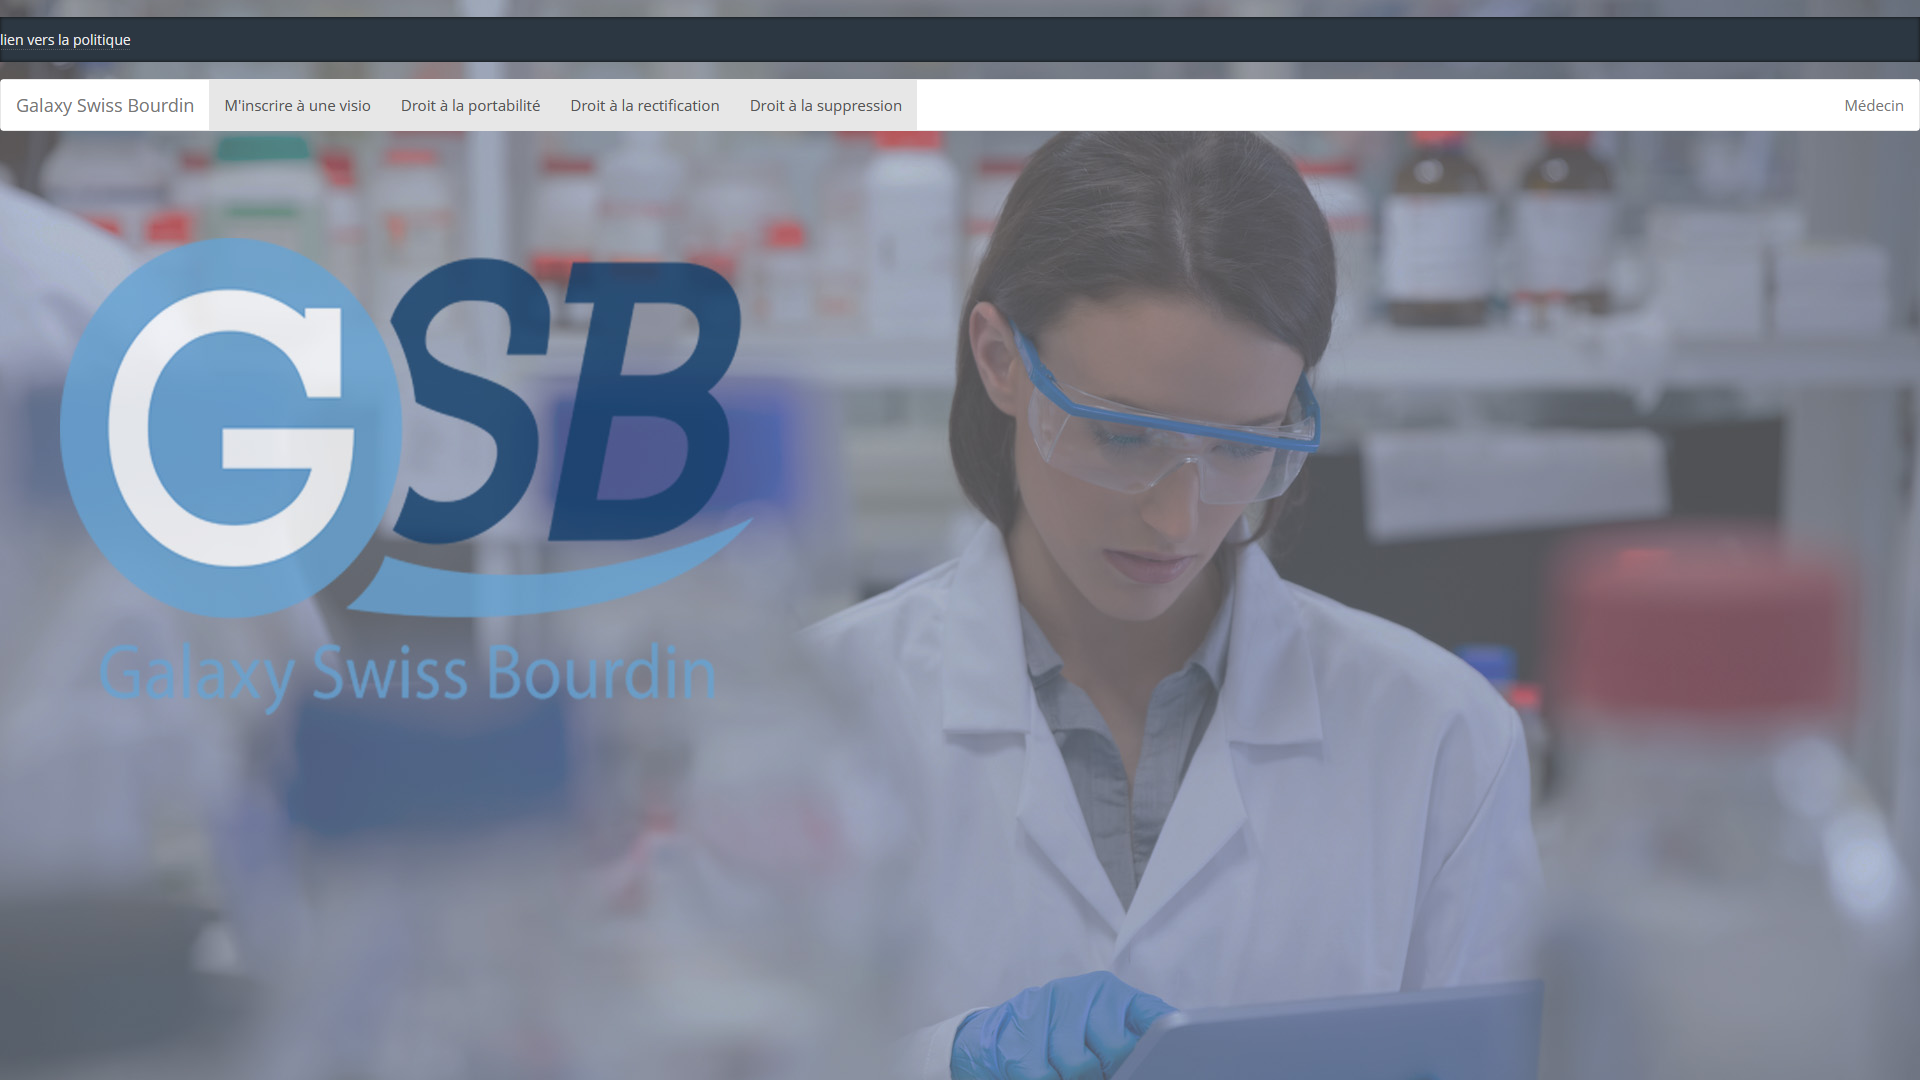 lien vers la politique
Galaxy Swiss Bourdin M'inscrire à une visio Droit à la portabilité Droit à la rectification Droit à la suppression Médecin
GSB
Galaxy Swiss Bourdin